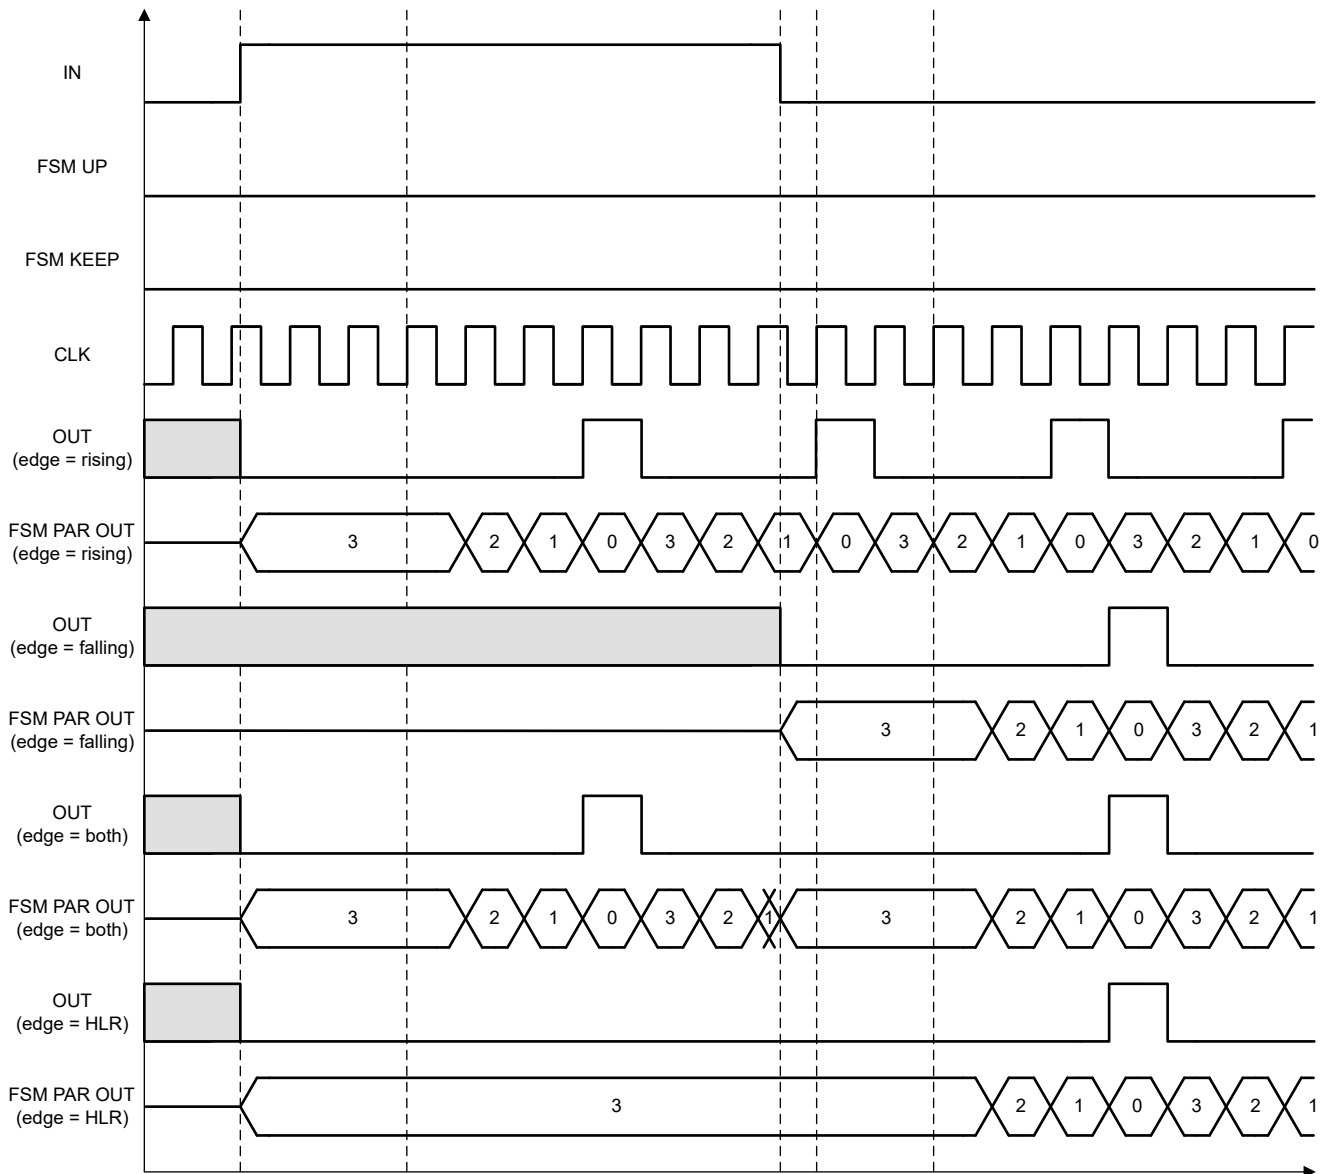 IN
FSM UP
FSM KEEP
CLK
OUT
(edge = rising)
FSM PAR OUT
(edge = rising)
3 2 1 0 3 2 1 0 3 2 1 0 3 2 1 0
OUT
(edge = falling)
FSM PAR OUT
(edge = falling)
3 2 1 0 3 2 1
OUT
(edge = both)
FSM PAR OUT
(edge = both)
3 2 1 0 3 2 1 3 2 1 0 3 2 1
OUT
(edge = HLR)
FSM PAR OUT
(edge = HLR)
3 2 1 0 3 2 1